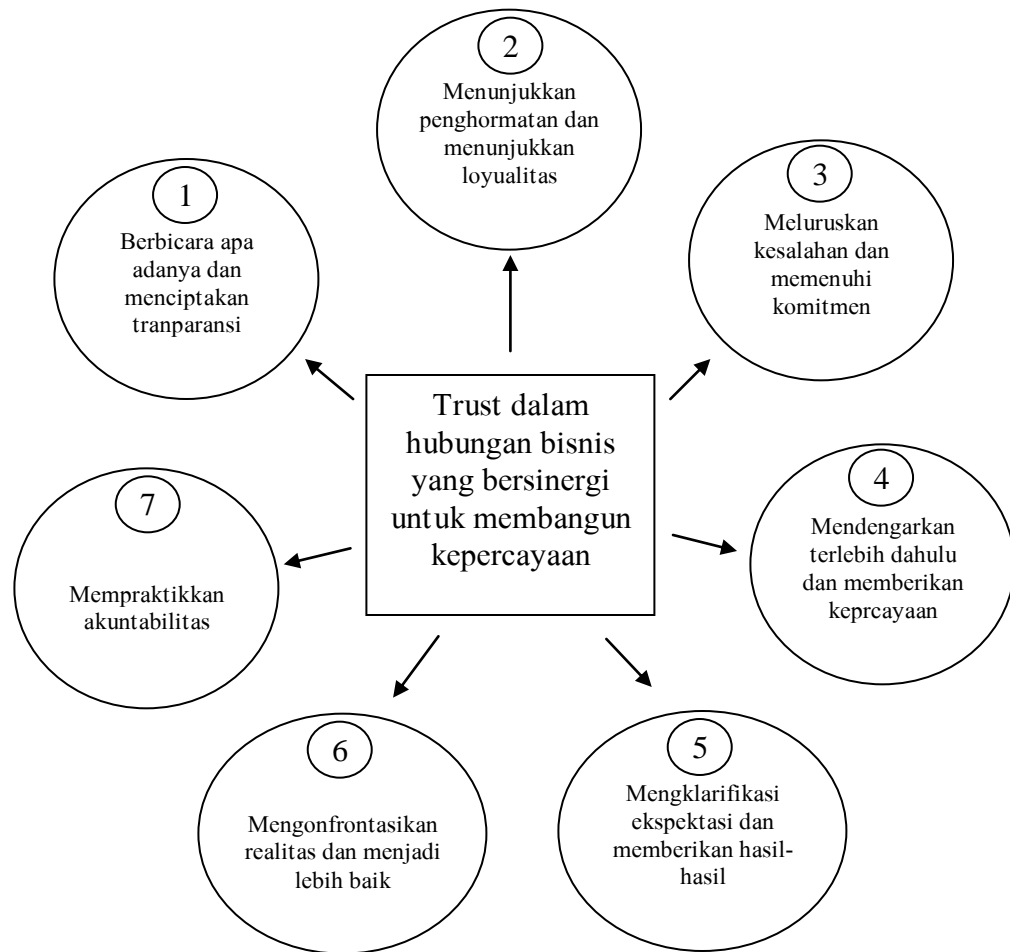 1
Berbicara apa
adanya dan
menciptakan
tranparansi
2
Menunjukkan
penghormatan dan
menunjukkan
loyualitas
3
Meluruskan
kesalahan dan
memenuhi
komitmen
Trust dalam
hubungan bisnis
yang bersinergi
untuk membangun
kepercayaan
4
Mendengarkan
terlebih dahulu
dan memberikan
keprcayaan
5
Mengklarifikasi
ekspektasi dan
memberikan hasil-
hasil
6
Mengonfrontasikan
realitas dan menjadi
lebih baik
7
Mempraktikkan
akuntabilitas